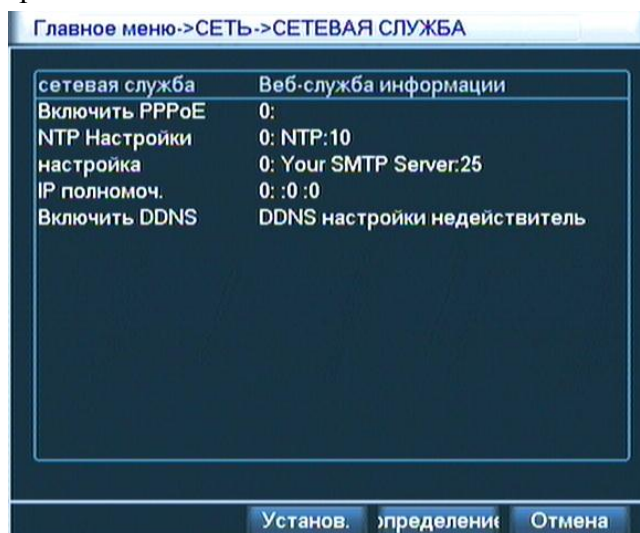 Главное меню->СЕТЬ->СЕТЕВАЯ СЛУЖБА
сетевая служба Веб-служба информации
Включить PPPoE 0:
NTP Настройки 0: NTP:10
настройка 0: Your SMTP Server:25
IP полномоч. 0: :0 :0
Включить DDNS DDNS настройки недействитель
Установ. определение Отмена